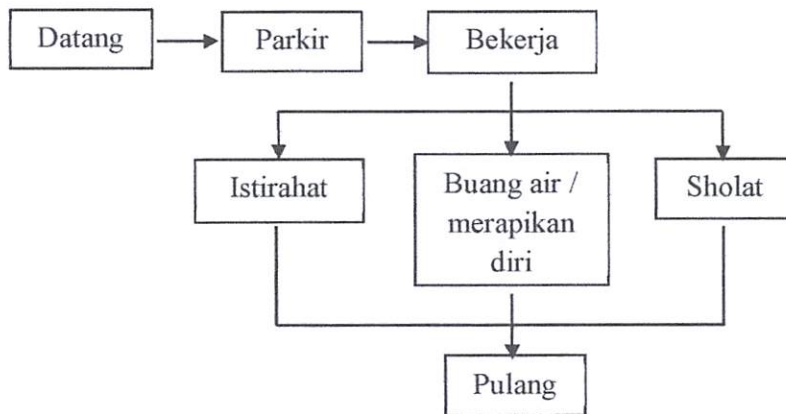 Datang
Parkir
Bekerja
Istirahat
Buang air /
merapikan
diri
Sholat
Pulang